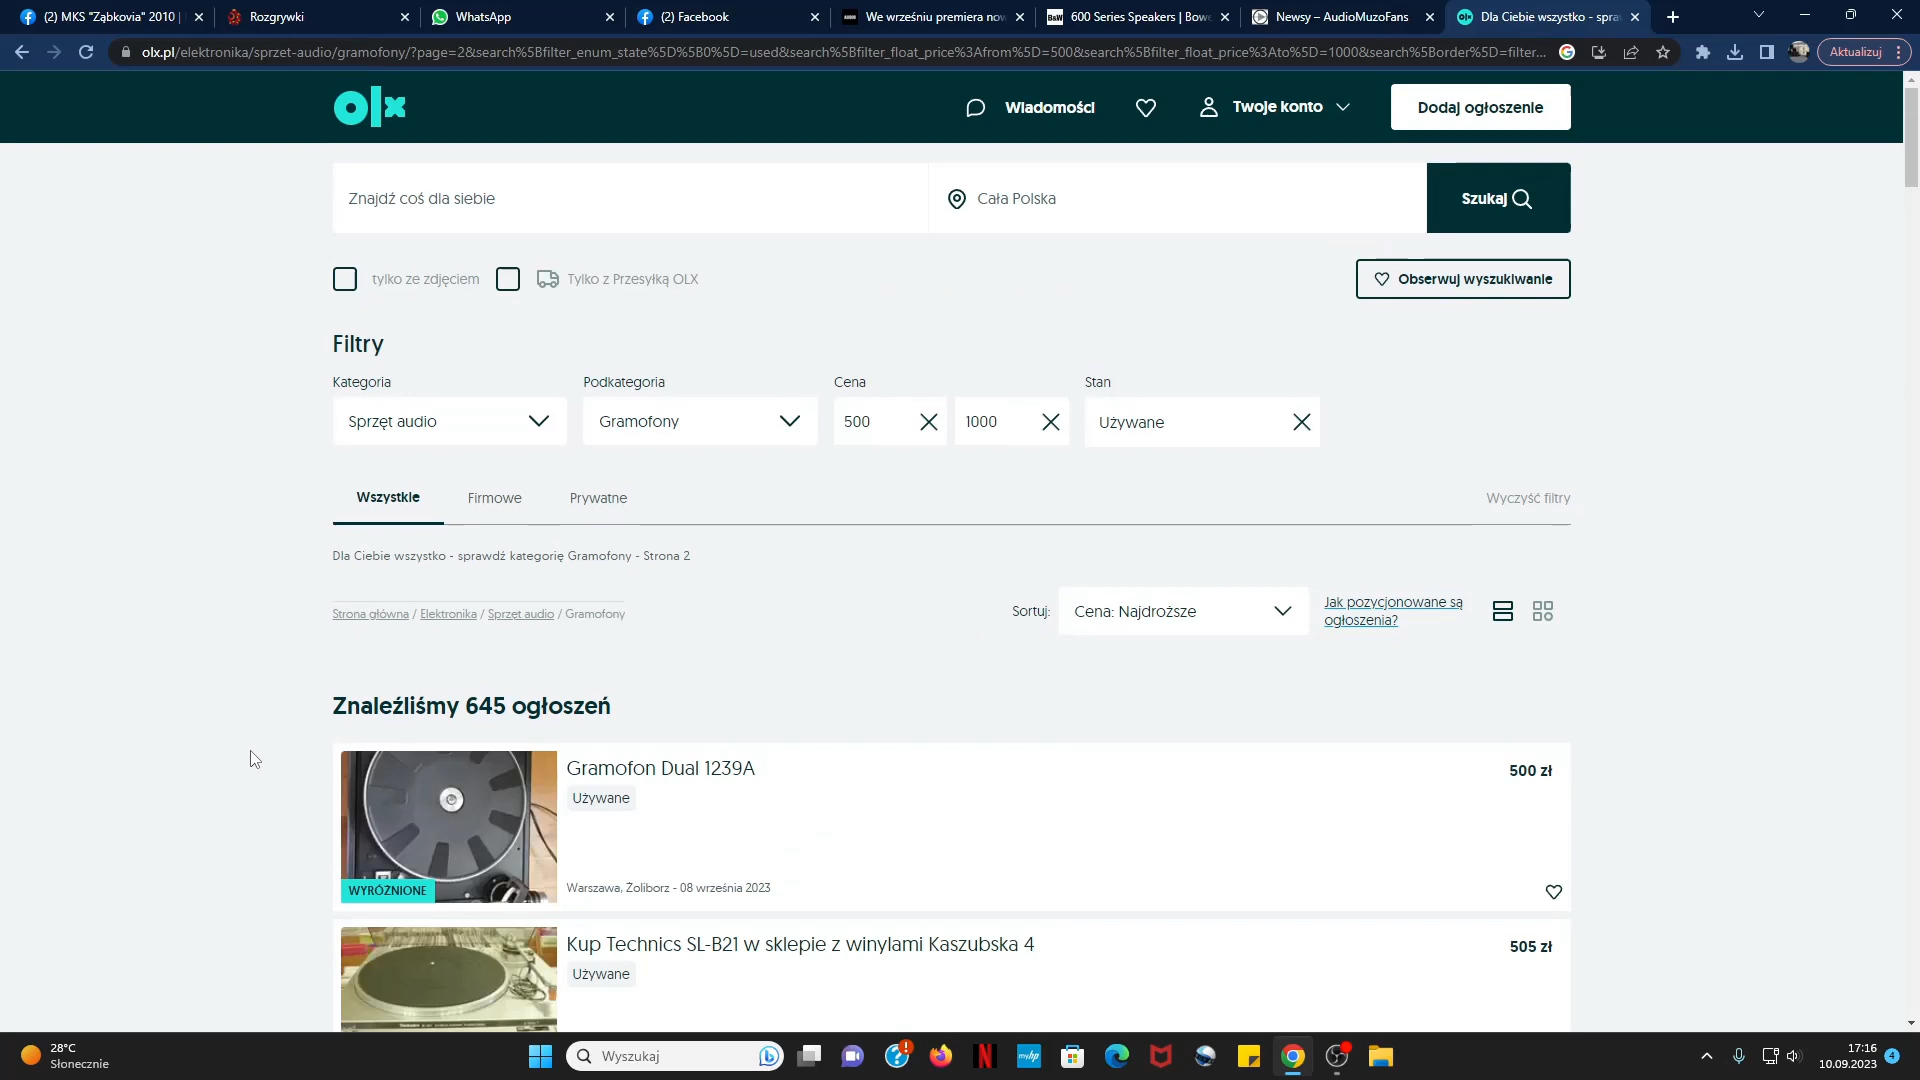 (2) MKS "Ząbkovia" 2010 |
Rozgrywki
WhatsApp
(2) Facebook
We wrześniu premiera now
600 Series Speakers | Bowe
Newsy – AudioMuzoFans
Dla Ciebie wszystko - spra
olx.pl/elektronika/sprzet-audio/gramofony/?page=2&search%5Bfilter_enum_state%5D%5B0%5D=used&search%5Bfilter_float_price%3Afrom%5D=500&search%5Bfilter_float_price%3Ato%5D=1000&search%5Border%5D=filter...
Aktualizuj
olx
Wiadomości
Twoje konto
Dodaj ogłoszenie
Znajdź coś dla siebie
Cała Polska
Szukaj
tylko ze zdjęciem
Tylko z Przesyłką OLX
Obserwuj wyszukiwanie
Filtry
Kategoria
Podkategoria
Cena
Stan
Sprzęt audio
Gramofony
500
1000
Używane
Wszystkie
Firmowe
Prywatne
Wyczyść filtry
Dla Ciebie wszystko - sprawdź kategorię Gramofony - Strona 2
Strona główna / Elektronika / Sprzęt audio / Gramofony
Sortuj:
Cena: Najdroższe
Jak pozycjonowane są
ogłoszenia?
Znaleźliśmy 645 ogłoszeń
Gramofon Dual 1239A
500 zł
Używane
WYRÓŻNIONE
Warszawa, Żoliborz - 08 września 2023
Kup Technics SL-B21 w sklepie z winylami Kaszubska 4
505 zł
Używane
28°C
Słonecznie
Wyszukaj
17:16
10.09.2023
4